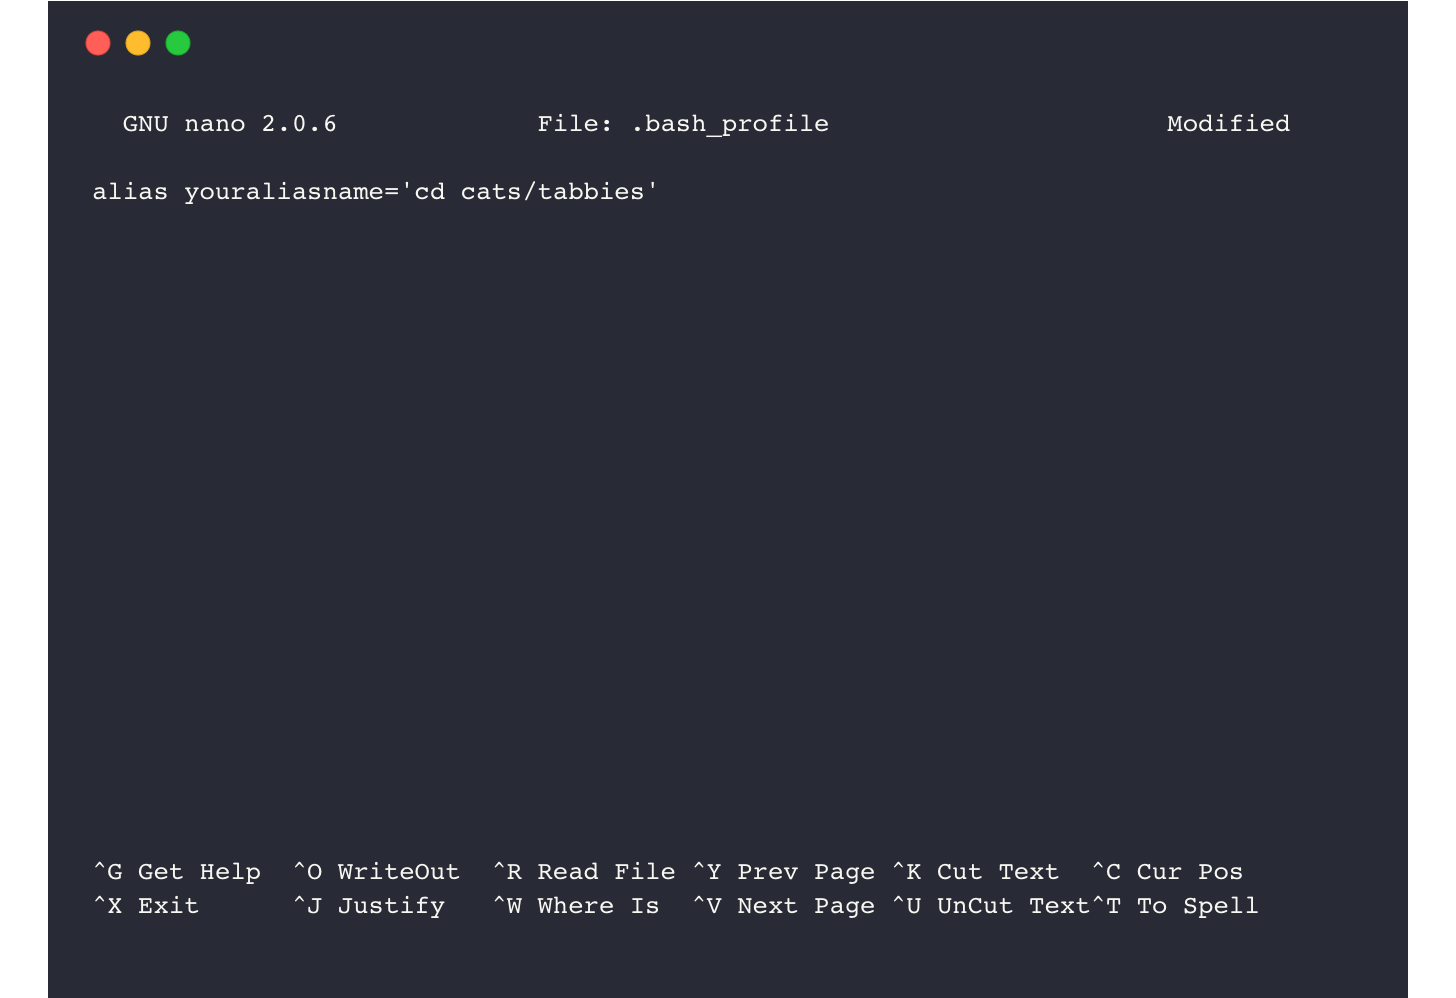 GNU nano 2.0.6 File: .bash_profile Modified
alias youraliasname='cd cats/tabbies'
^G Get Help ^O WriteOut ^R Read File ^Y Prev Page ^K Cut Text ^C Cur Pos
^X Exit ^J Justify ^W Where Is ^V Next Page ^U UnCut Text^T To Spell